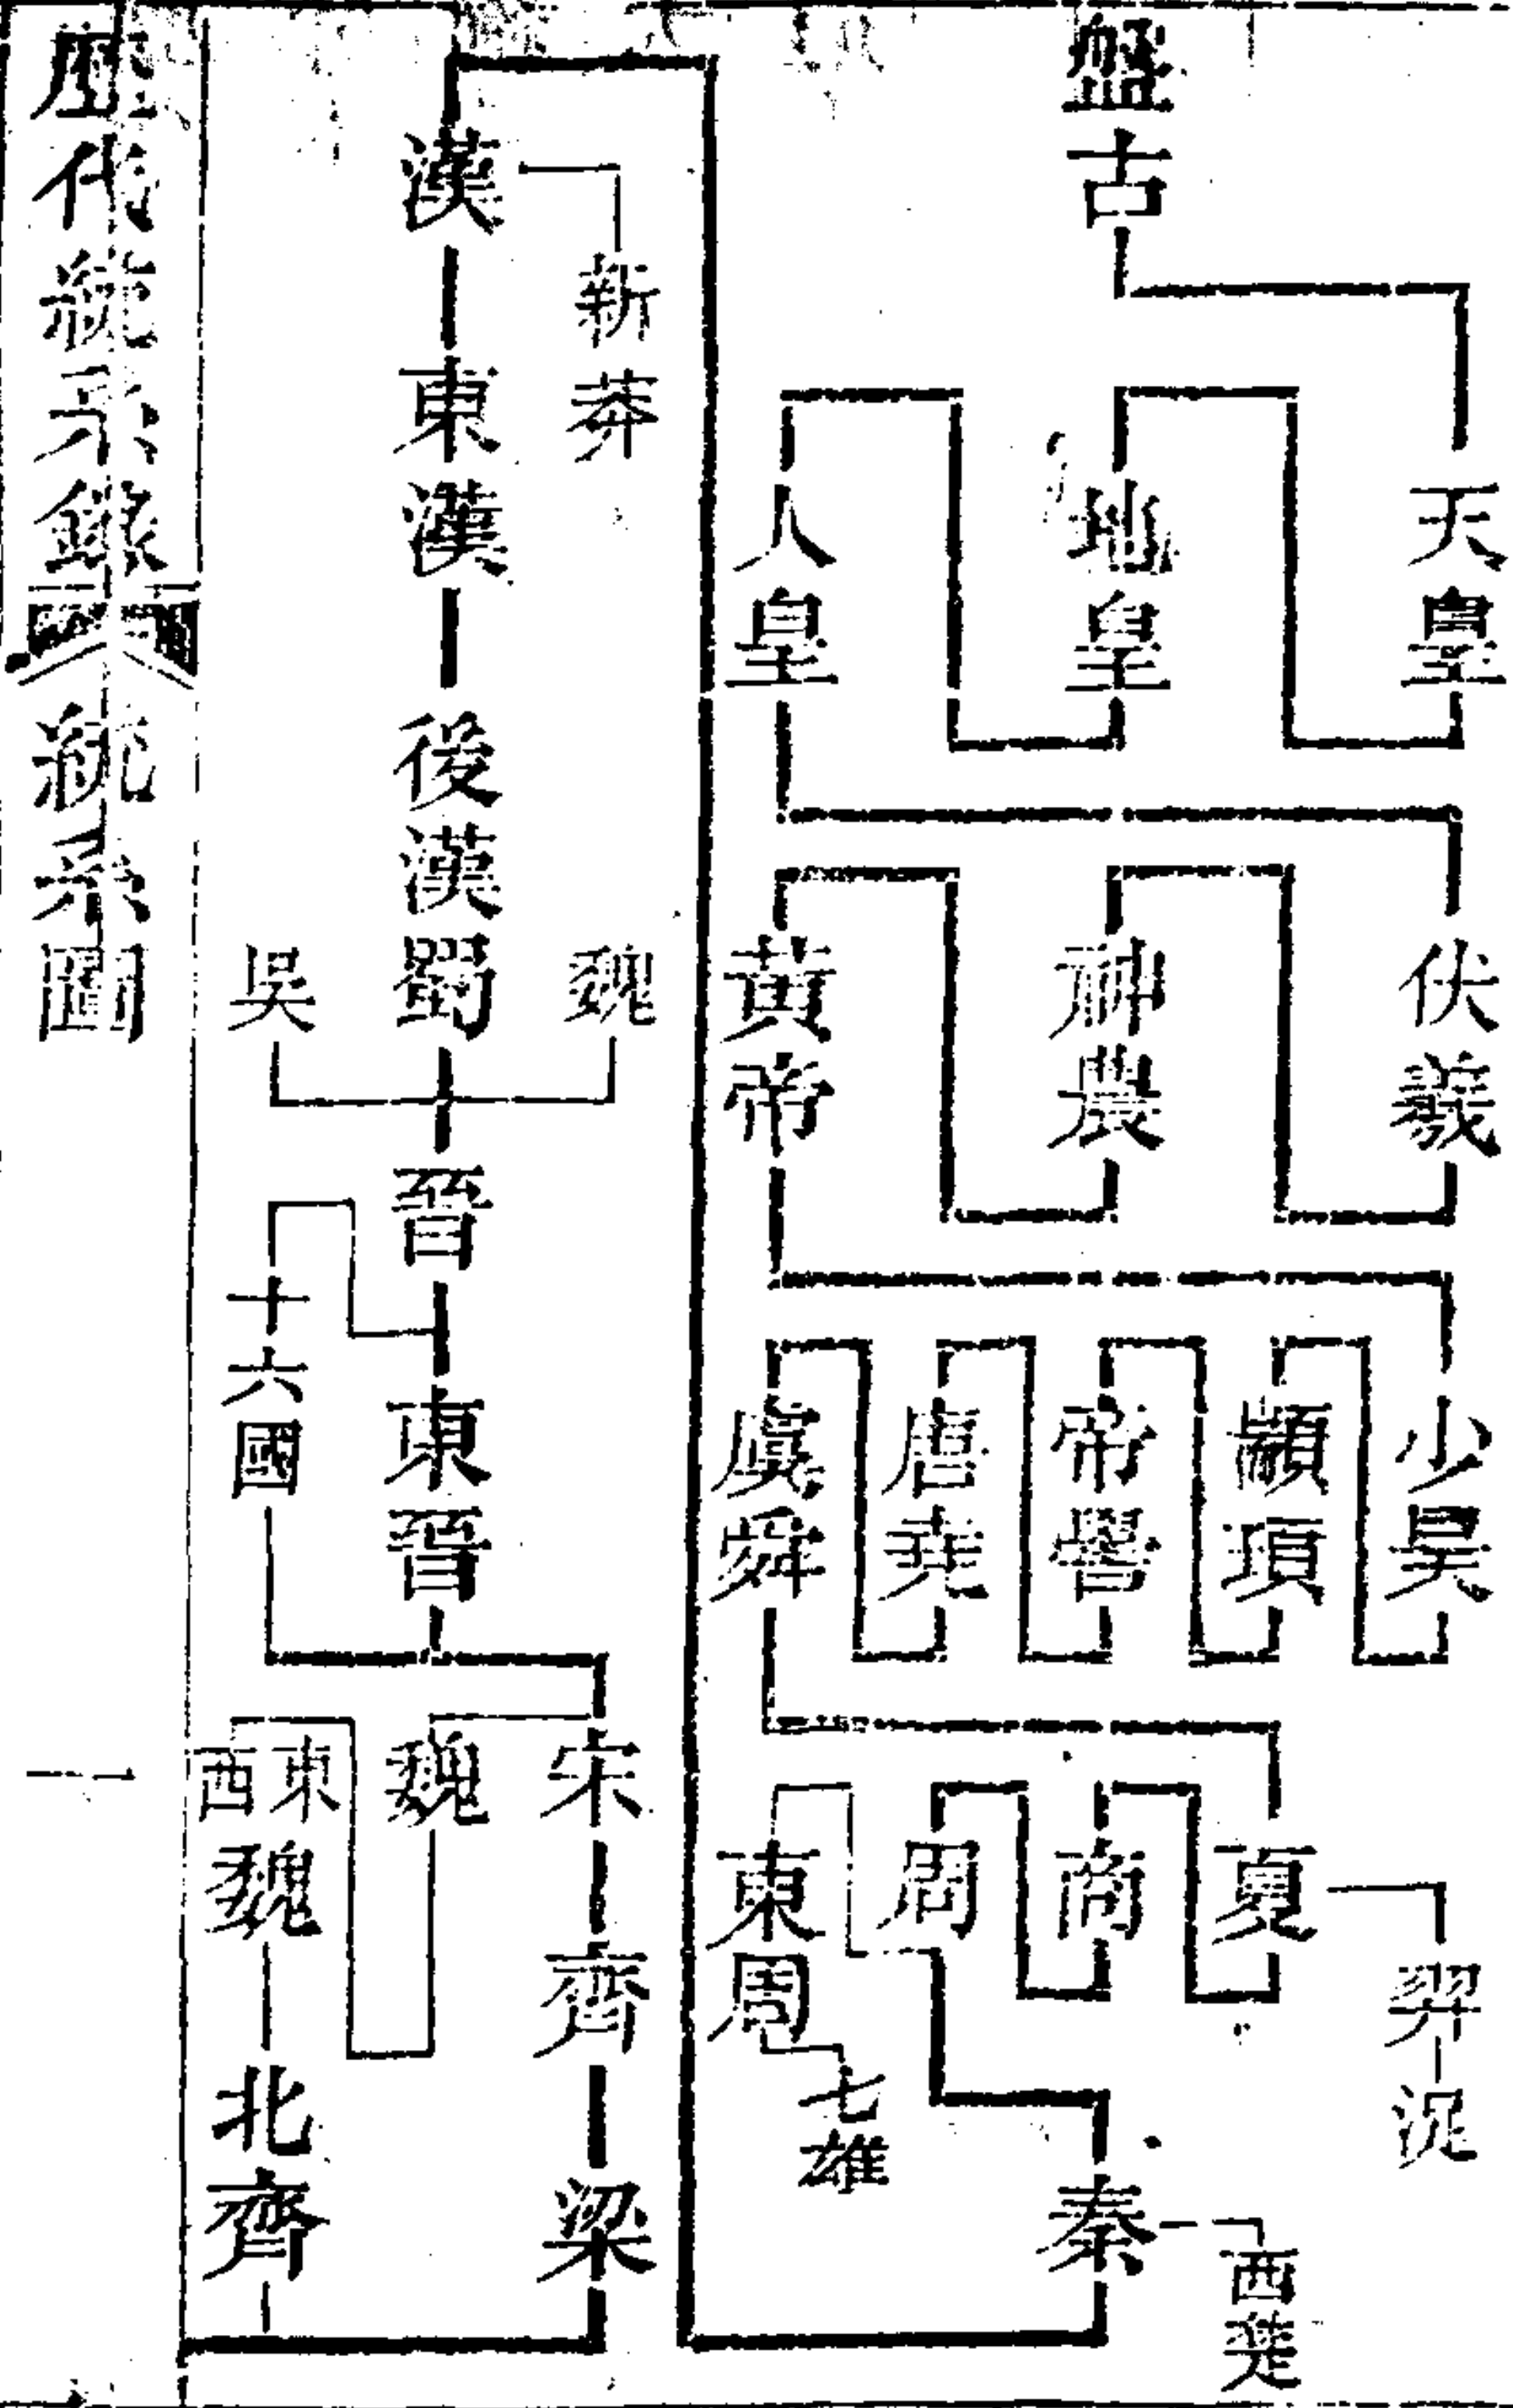 盤古
天皇
地皇
人皇
伏羲
神農
黃帝
少昊
顓頊
帝嚳
唐堯
虞舜
夏
羿
浞
商
周
東周
七雄
秦
西楚
漢
新莽
東漢
後漢蜀
魏
吳
晉
十六國
東晉
宋
齊
梁
魏
東西魏
北齊
歷代統系錄
統系圖
一